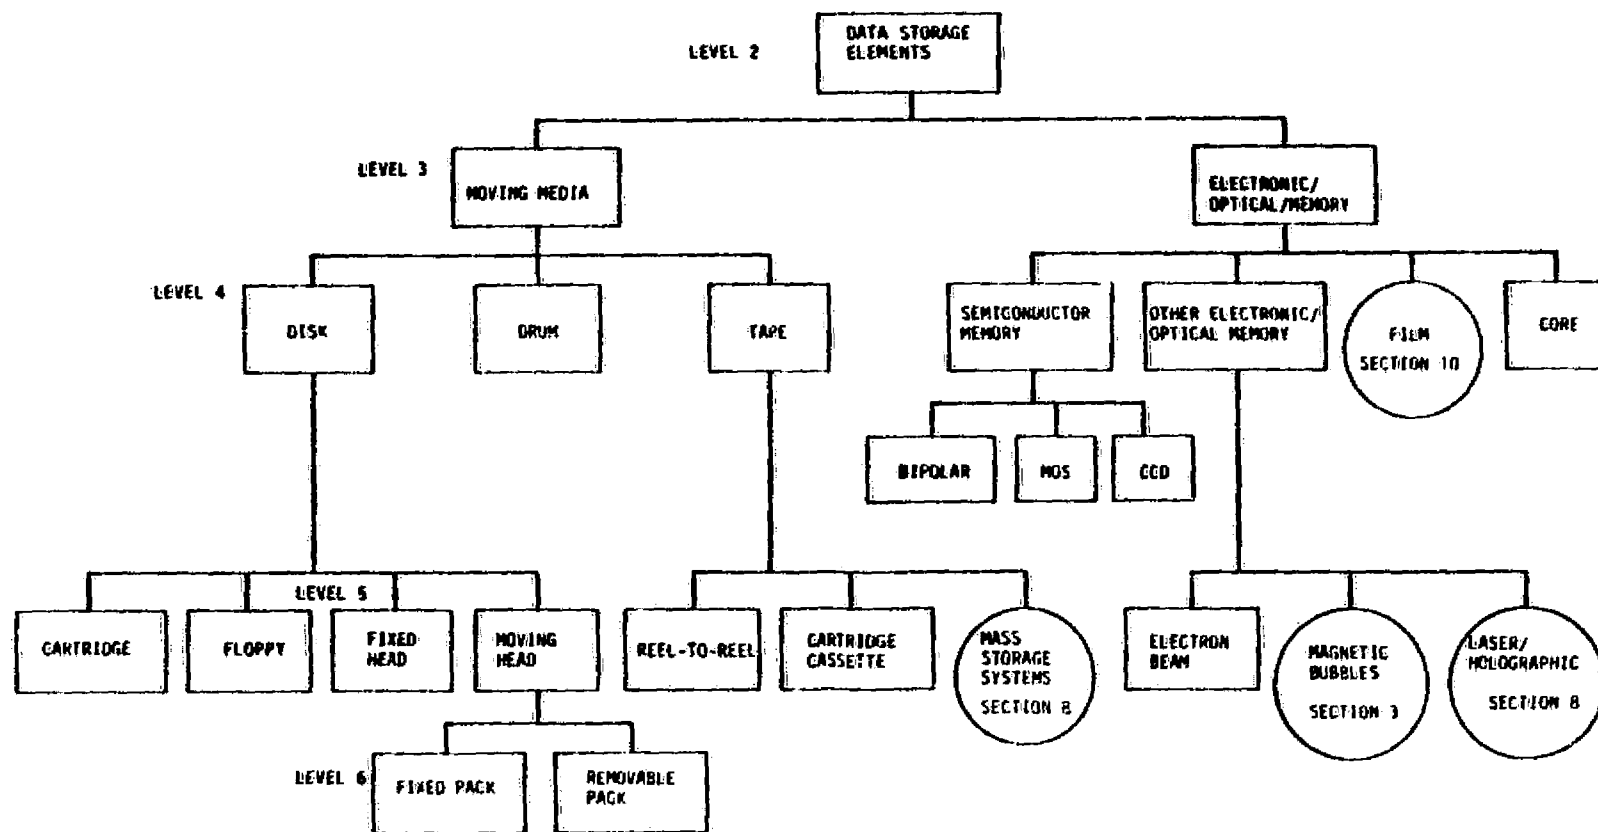 LEVEL 2
DATA STORAGE
ELEMENTS
LEVEL 3
MOVING MEDIA
ELECTRONIC/
OPTICAL/MEMORY
LEVEL 4
DISK
DRUM
TAPE
SEMICONDUCTOR
MEMORY
OTHER ELECTRONIC/
OPTICAL MEMORY
FILM
SECTION 10
CORE
BIPOLAR
MOS
CCD
LEVEL 5
CARTRIDGE
FLOPPY
FIXED
HEAD
MOVING
HEAD
REEL-TO-REEL
CARTRIDGE
CASSETTE
MASS
STORAGE
SYSTEMS
SECTION 8
ELECTRON
BEAM
MAGNETIC
BUBBLES
SECTION 3
LASER/
HOLOGRAPHIC
SECTION 8
LEVEL 6
FIXED PACK
REMOVABLE
PACK